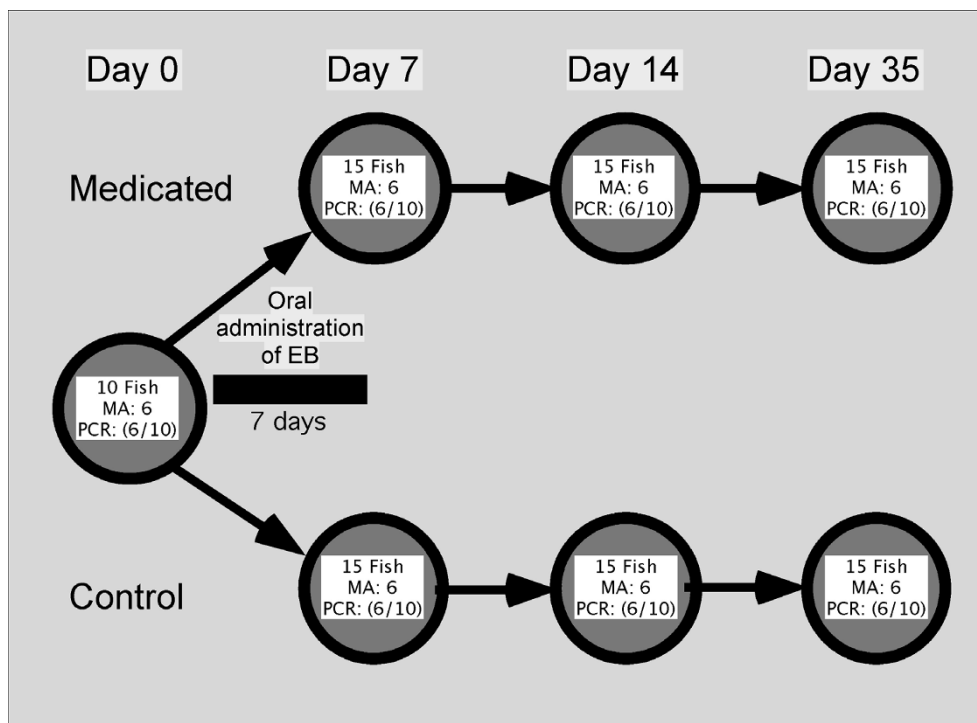 Day 0
Day 7
Day 14
Day 35
Medicated
15 Fish
MA: 6
PCR: (6/10)
15 Fish
MA: 6
PCR: (6/10)
15 Fish
MA: 6
PCR: (6/10)
Oral
administration
of EB
7 days
10 Fish
MA: 6
PCR: (6/10)
Control
15 Fish
MA: 6
PCR: (6/10)
15 Fish
MA: 6
PCR: (6/10)
15 Fish
MA: 6
PCR: (6/10)